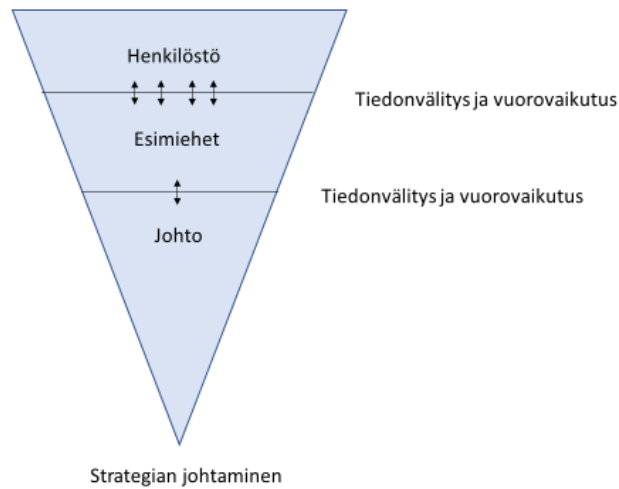 Henkilöstö
Tiedonvälitys ja vuorovaikutus
Esimiehet
Tiedonvälitys ja vuorovaikutus
Johto
Strategian johtaminen